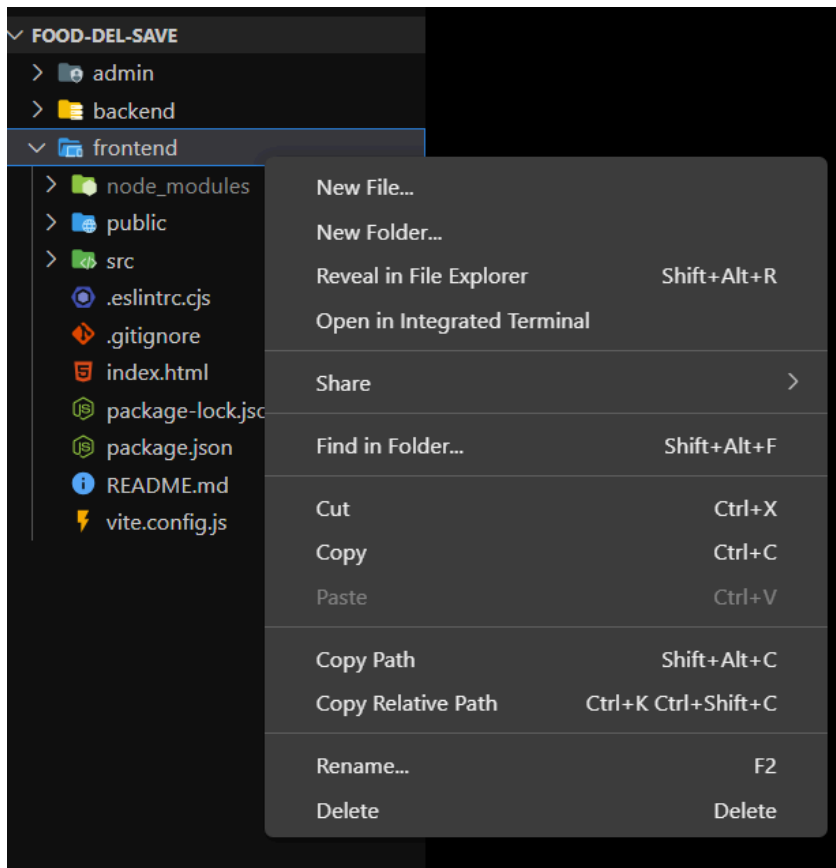 FOOD-DEL-SAVE
admin
backend
frontend
node_modules
public
src
.eslintrc.cjs
.gitignore
index.html
package-lock.jsc
package.json
README.md
vite.config.js
New File...
New Folder...
Reveal in File Explorer Shift+Alt+R
Open in Integrated Terminal
Share
Find in Folder... Shift+Alt+F
Cut Ctrl+X
Copy Ctrl+C
Paste Ctrl+V
Copy Path Shift+Alt+C
Copy Relative Path Ctrl+K Ctrl+Shift+C
Rename... F2
Delete Delete